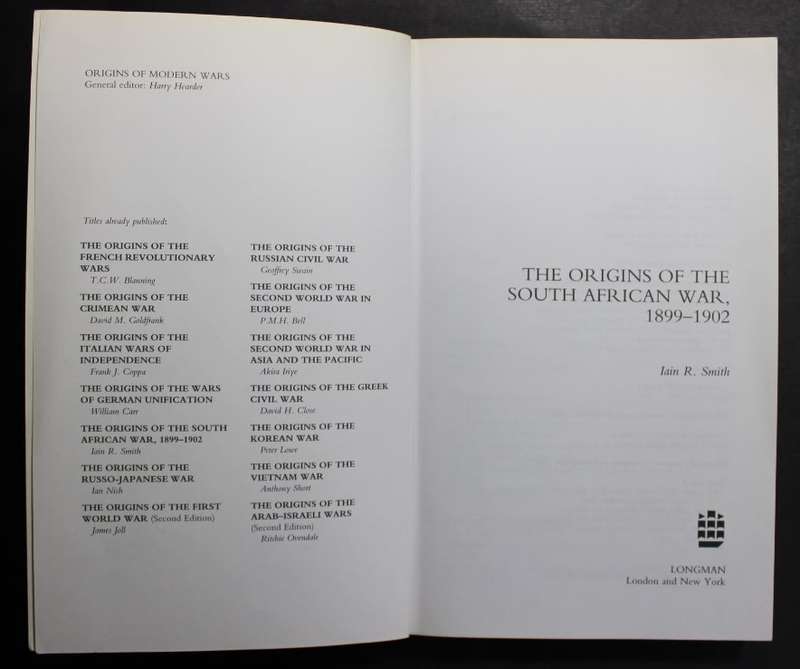 ORIGINS OF MODERN WARS
General editor: Harry Hearder
Titles already published:
THE ORIGINS OF THE
FRENCH REVOLUTIONARY
WARS
T.C.W. Blanning
THE ORIGINS OF THE
CRIMEAN WAR
David M. Goldfrank
THE ORIGINS OF THE
ITALIAN WARS OF
INDEPENDENCE
Frank J. Coppa
THE ORIGINS OF THE WARS
OF GERMAN UNIFICATION
William Carr
THE ORIGINS OF THE SOUTH
AFRICAN WAR, 1899–1902
Iain R. Smith
THE ORIGINS OF THE
RUSSO-JAPANESE WAR
Ian Nish
THE ORIGINS OF THE FIRST
WORLD WAR (Second Edition)
James Joll
THE ORIGINS OF THE
RUSSIAN CIVIL WAR
Geoffrey Swain
THE ORIGINS OF THE
SECOND WORLD WAR IN
EUROPE
P.M.H. Bell
THE ORIGINS OF THE
SECOND WORLD WAR IN
ASIA AND THE PACIFIC
Akira Iriye
THE ORIGINS OF THE GREEK
CIVIL WAR
David H. Close
THE ORIGINS OF THE
KOREAN WAR
Peter Lowe
THE ORIGINS OF THE
VIETNAM WAR
Anthony Short
THE ORIGINS OF THE
ARAB–ISRAELI WARS
(Second Edition)
Ritchie Ovendale
THE ORIGINS OF THE
SOUTH AFRICAN WAR,
1899–1902
Iain R. Smith
LONGMAN
London and New York